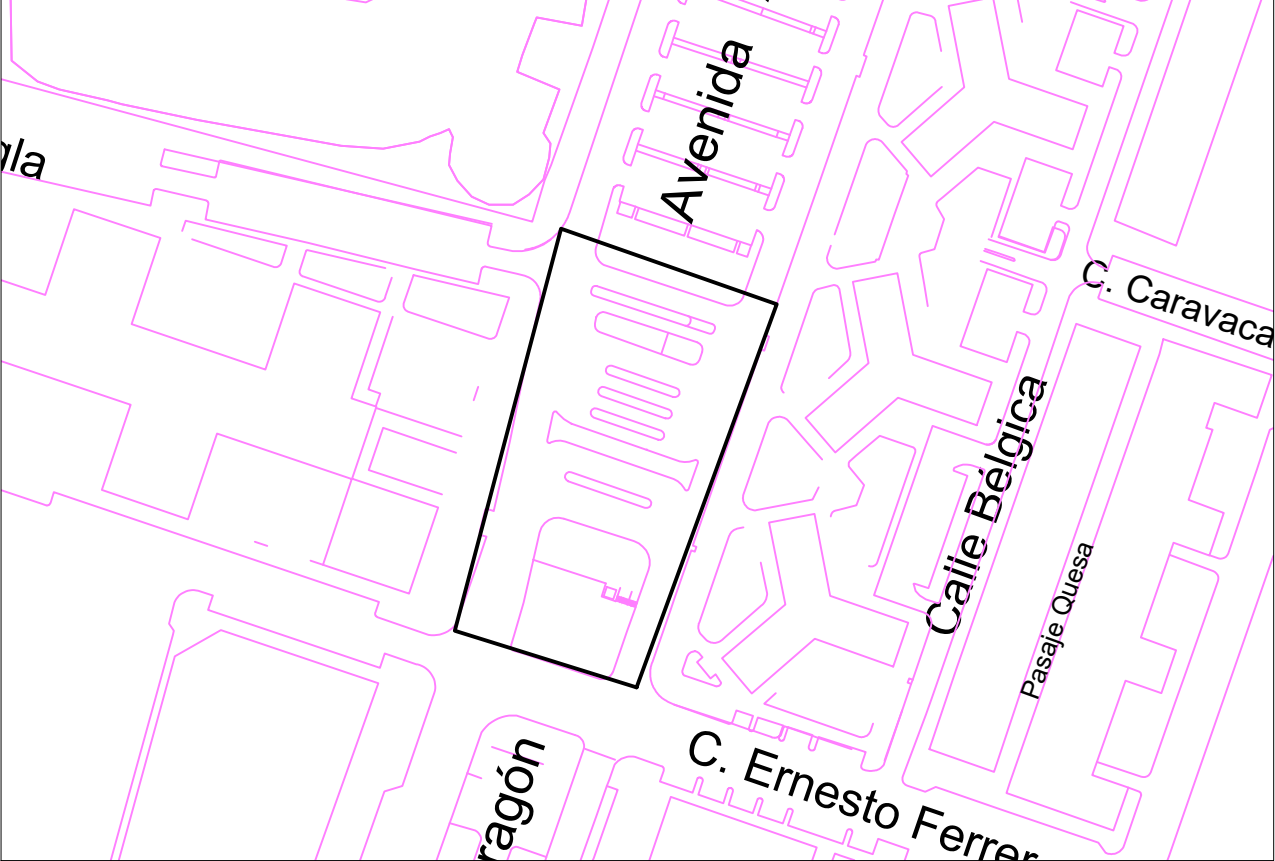 Avenida
gla
C. Caravaca
Calle Bélgica
Pasaje Quesa
C. Ernesto Ferrer
ragón